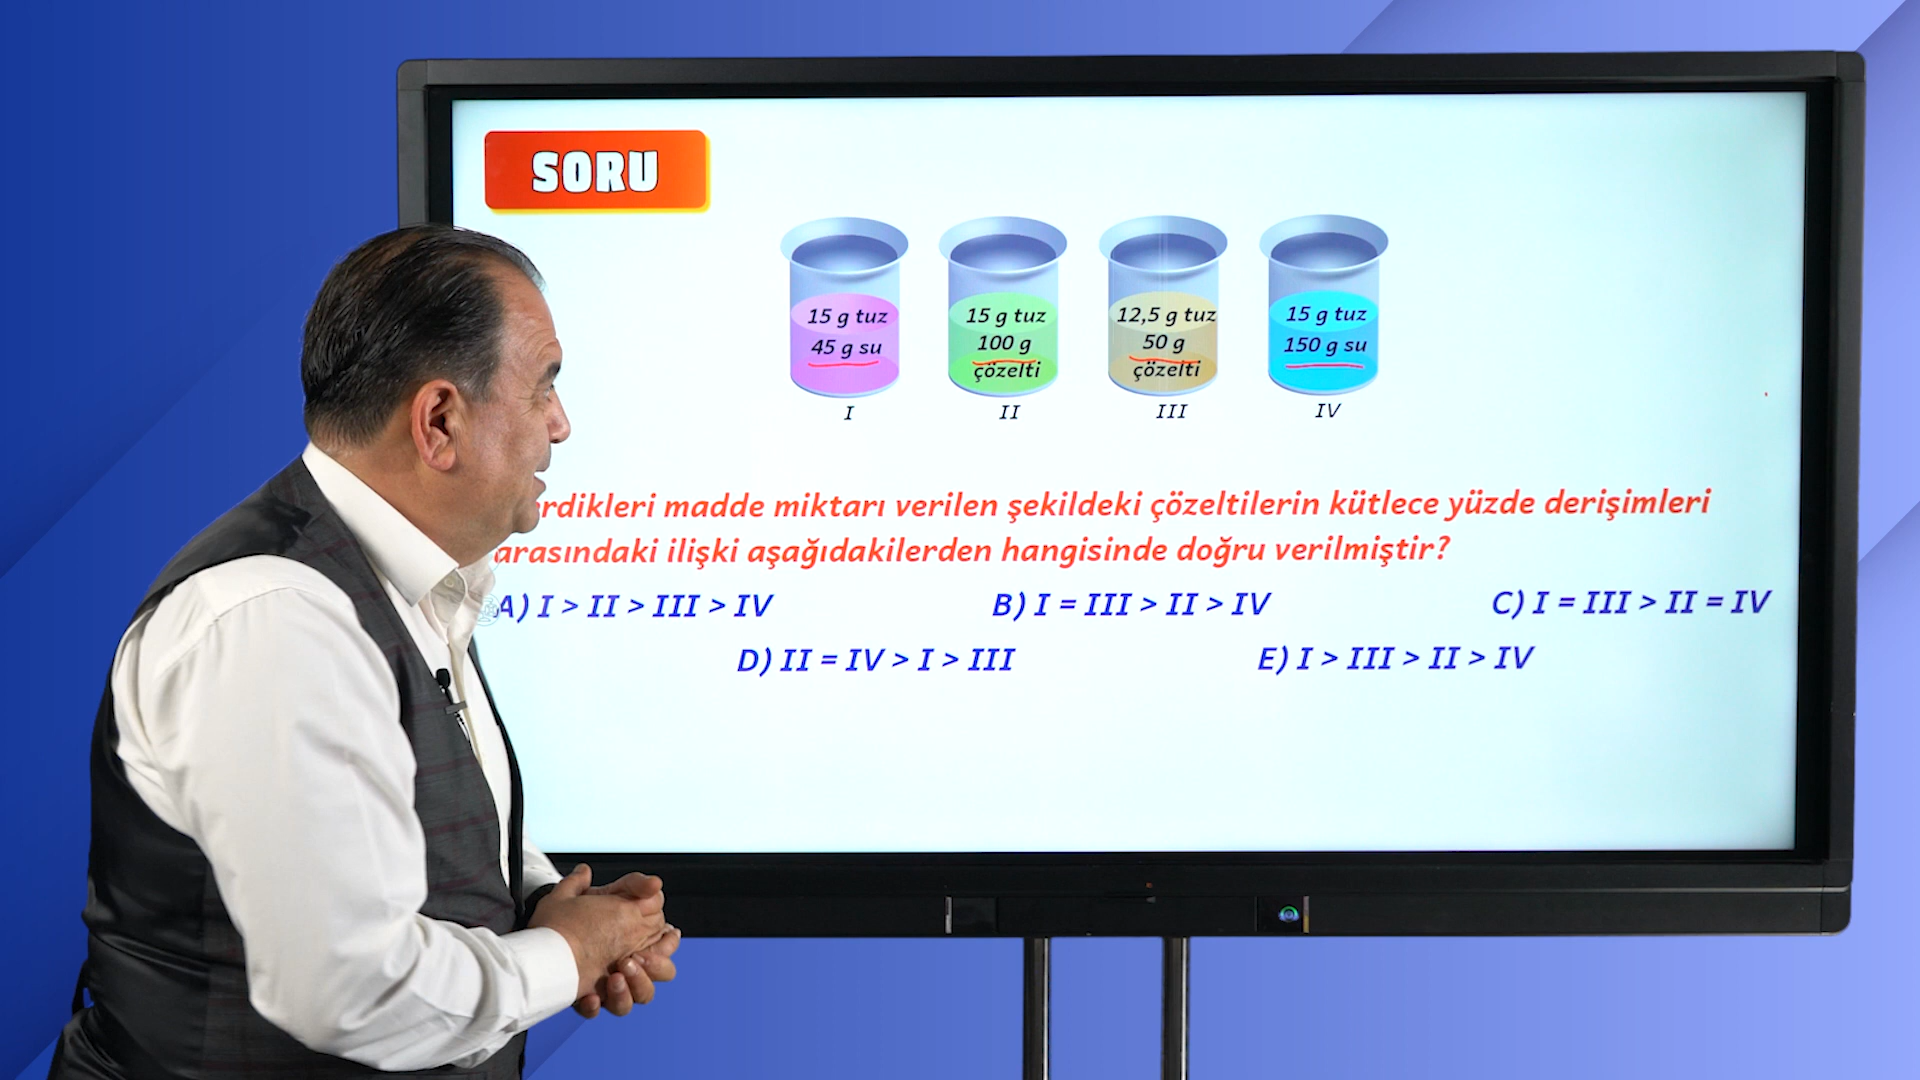 SORU
15 g tuz
45 g su
I
15 g tuz
100 g
çözelti
II
12,5 g tuz
50 g
çözelti
III
15 g tuz
150 g su
IV
madde miktarı verilen şekildeki çözeltilerin kütlece yüzde derişimleri
arasındaki ilişki aşağıdakilerden hangisinde doğru verilmiştir?
A) I > II > III > IV
B) I = III > II > IV
C) I = III > II = IV
D) II = IV > I > III
E) I > III > II > IV